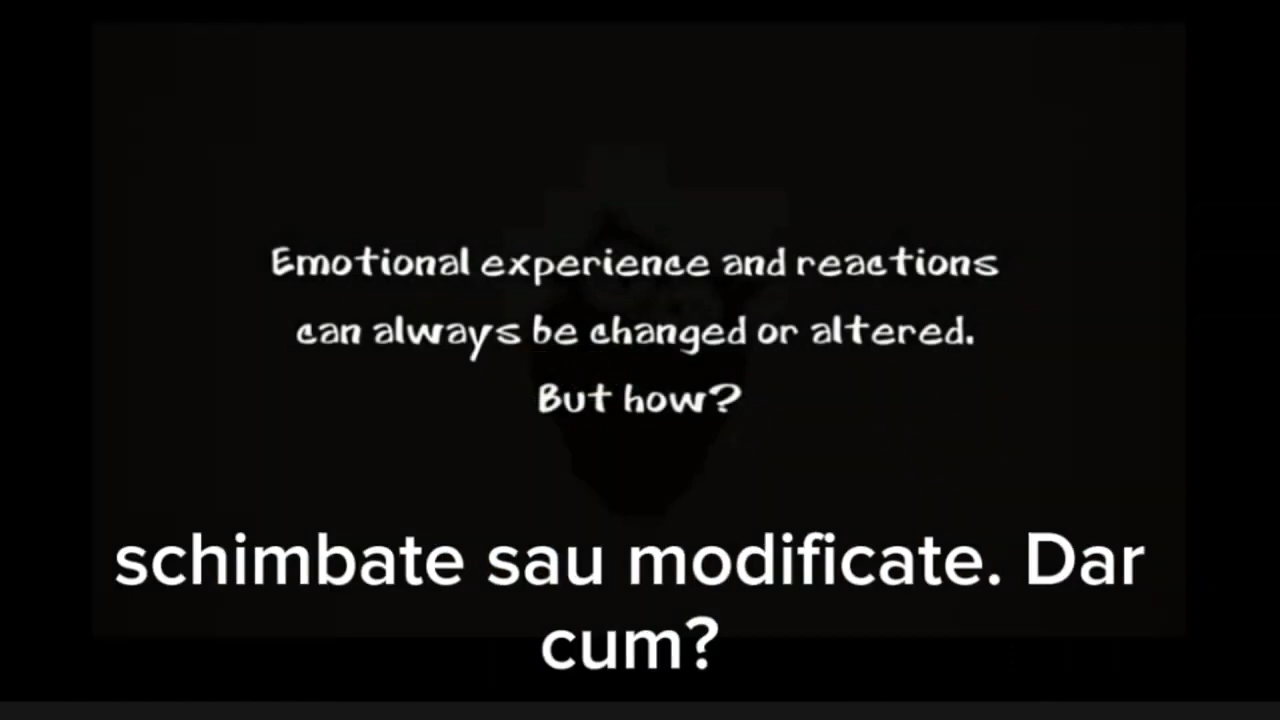 Emotional experience and reactions
can always be changed or altered.
But how?
schimbate sau modificate. Dar
cum?